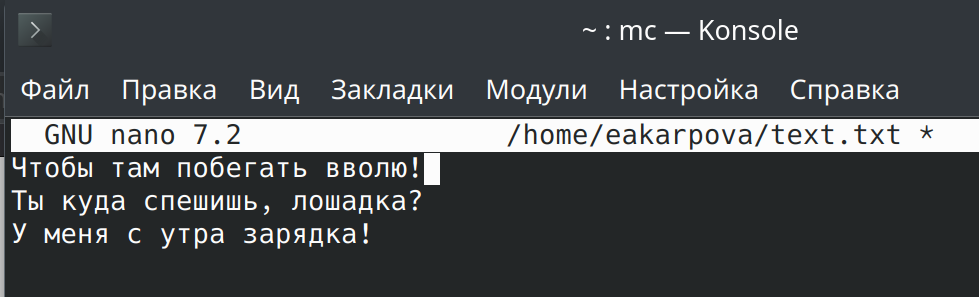 ~ : mc — Konsole
Файл Правка Вид Закладки Модули Настройка Справка
GNU nano 7.2 /home/eakarpova/text.txt *
Чтобы там побегать вволю!
Ты куда спешишь, лошадка?
У меня с утра зарядка!